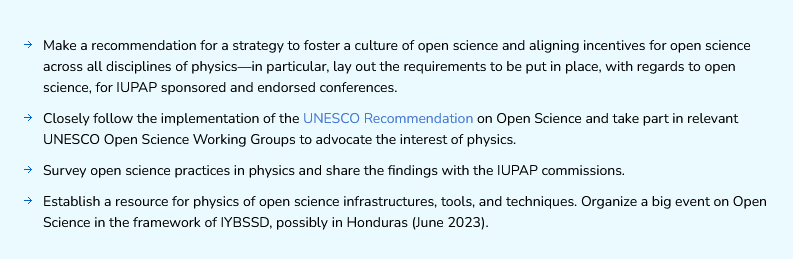 → Make a recommendation for a strategy to foster a culture of open science and aligning incentives for open science
across all disciplines of physics—in particular, lay out the requirements to be put in place, with regards to open
science, for IUPAP sponsored and endorsed conferences.
→ Closely follow the implementation of the UNESCO Recommendation on Open Science and take part in relevant
UNESCO Open Science Working Groups to advocate the interest of physics.
→ Survey open science practices in physics and share the findings with the IUPAP commissions.
→ Establish a resource for physics of open science infrastructures, tools, and techniques. Organize a big event on Open
Science in the framework of IYBSSD, possibly in Honduras (June 2023).